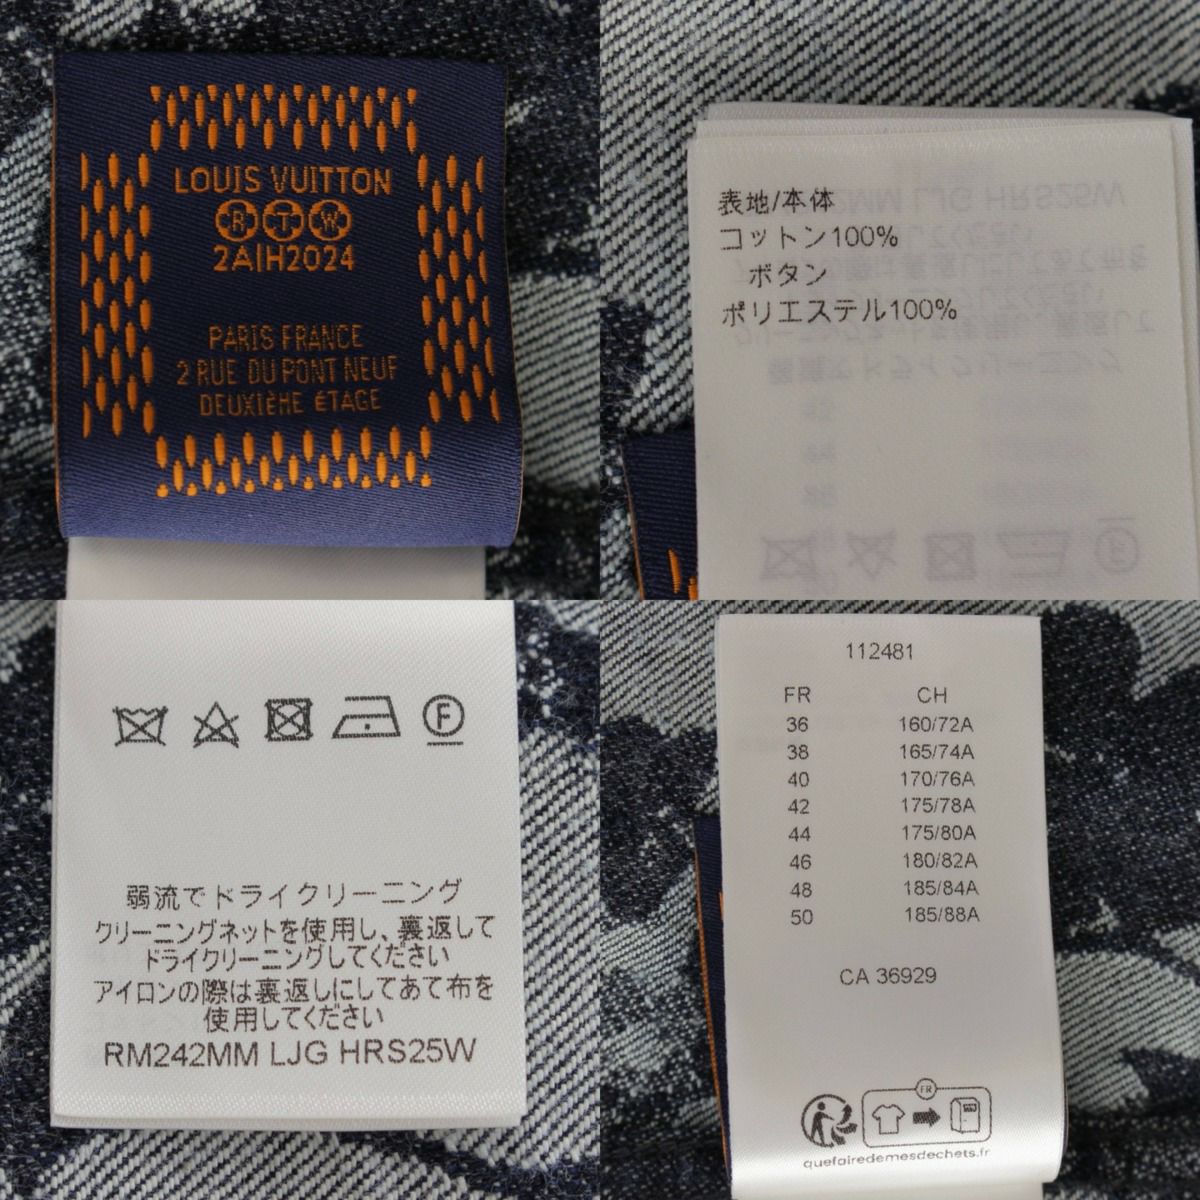 LOUIS VUITTON
R T W
2A|H2024
PARIS FRANCE
2 RUE DU PONT NEUF
DEUXIÈME ÉTAGE
表地/本体
コットン100%
ボタン
ポリエステル100%
F
弱流でドライクリーニング
クリーニングネットを使用し、裏返して
ドライクリーニングしてください
アイロンの際は裏返しにしてあて布を
使用してください
RM242MM LJG HRS25W
112481
FR CH
36 160/72A
38 165/74A
40 170/76A
42 175/78A
44 175/80A
46 180/82A
48 185/84A
50 185/88A
CA 36929
FR
quefairedemesdechets.fr